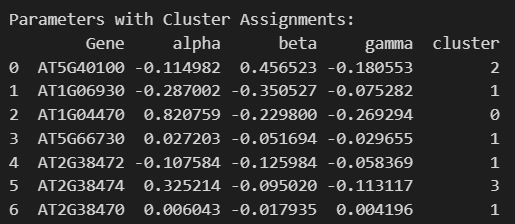 Parameters with Cluster Assignments:
Gene alpha beta gamma cluster
0 AT5G40100 -0.114982 0.456523 -0.180553 2
1 AT1G06930 -0.287002 -0.350527 -0.075282 1
2 AT1G04470 0.820759 -0.229800 -0.269294 0
3 AT5G66730 0.027203 -0.051694 -0.029655 1
4 AT2G38472 -0.107584 -0.125984 -0.058369 1
5 AT2G38474 0.325214 -0.095020 -0.113117 3
6 AT2G38470 0.006043 -0.017935 0.004196 1